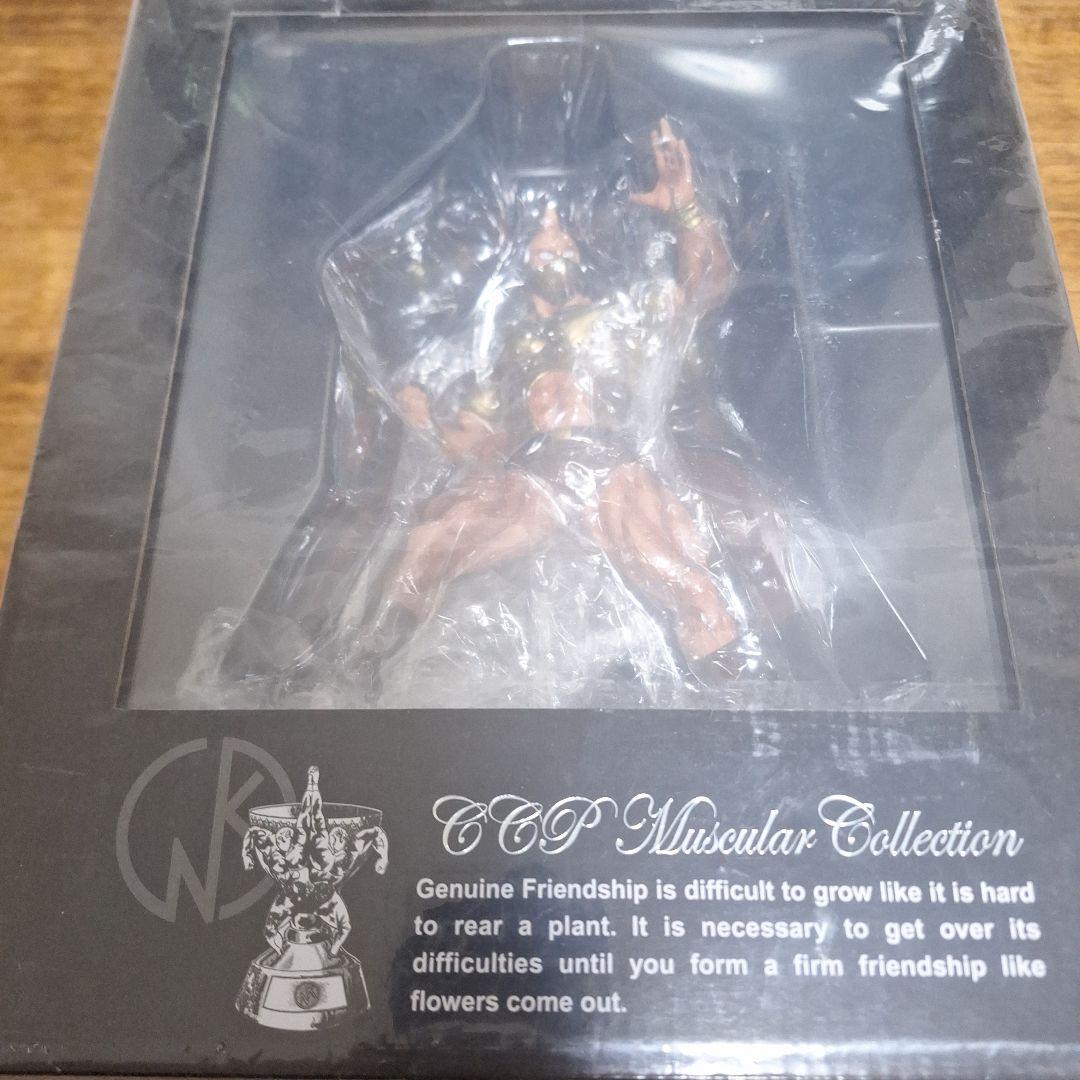 CCP Muscular Collection
Genuine Friendship is difficult to grow like it is hard
to rear a plant. It is necessary to get over its
difficulties until you form a firm friendship like
flowers come out.